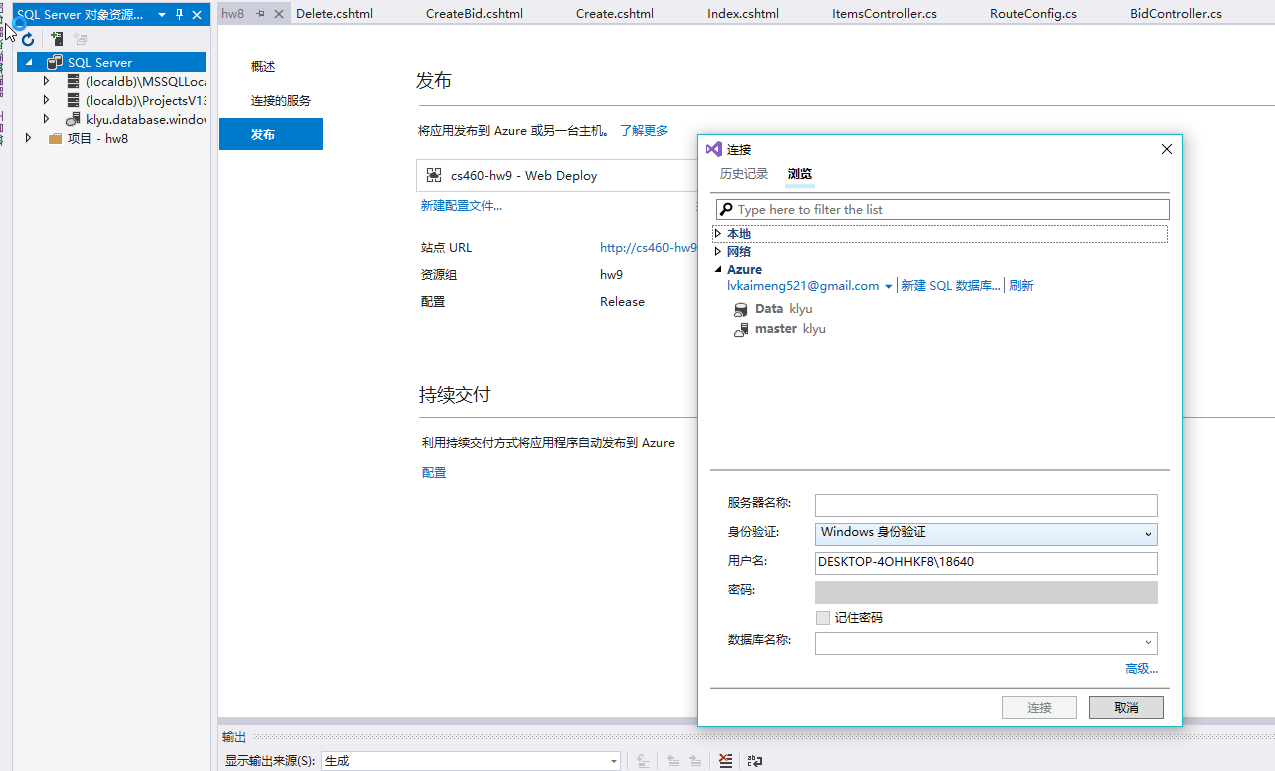 SQL Server 对象资源...
SQL Server
(localdb)\MSSQLLoca
(localdb)\ProjectsV13
klyu.database.window
项目 - hw8
hw8
Delete.cshtml
CreateBid.cshtml
Create.cshtml
Index.cshtml
ItemsController.cs
RouteConfig.cs
BidController.cs
概述
连接的服务
发布
发布
将应用发布到 Azure 或另一台主机。 了解更多
cs460-hw9 - Web Deploy
新建配置文件...
站点 URL
http://cs460-hw9
资源组
hw9
配置
Release
持续交付
利用持续交付方式将应用程序自动发布到 Azure
配置
连接
历史记录
浏览
Type here to filter the list
本地
网络
Azure
lvkaimeng521@gmail.com
新建 SQL 数据库...
刷新
Data klyu
master klyu
服务器名称:
身份验证:
Windows 身份验证
用户名:
DESKTOP-4OHHKF8\18640
密码:
记住密码
数据库名称:
高级...
连接
取消
输出
显示输出来源(S):
生成